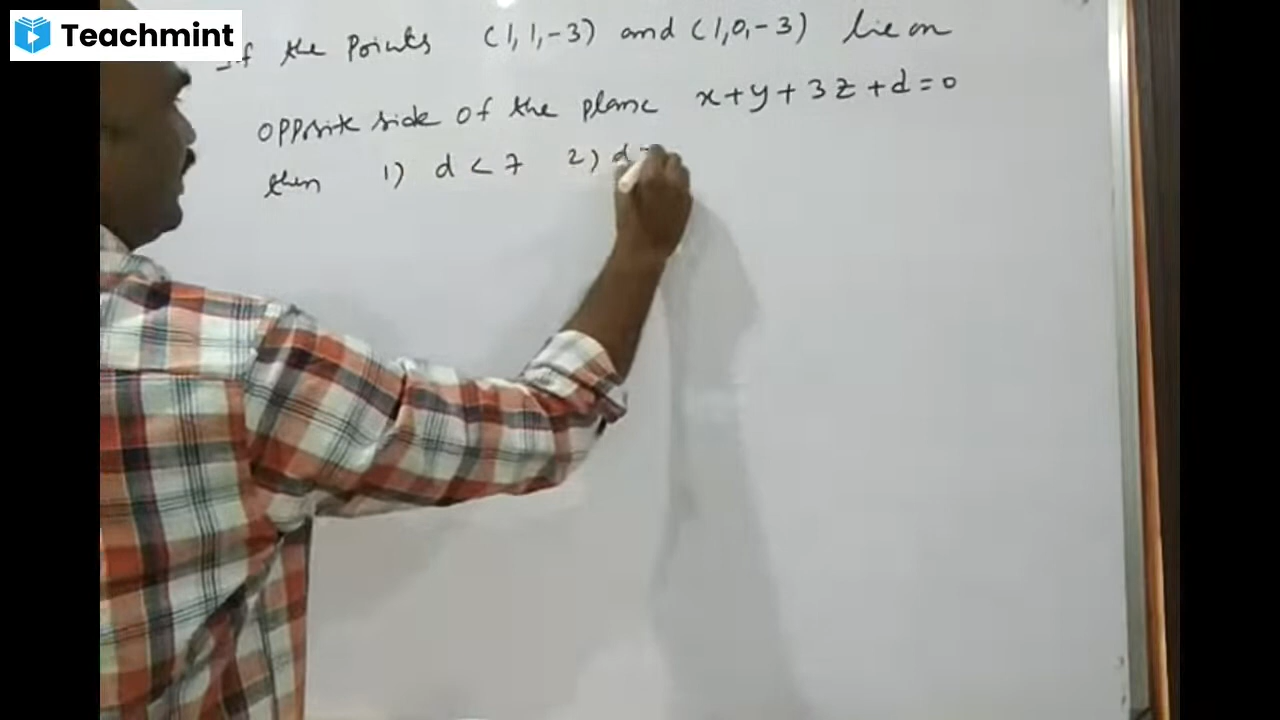 Teachmint
If the points (1,1,-3) and (1,0,-3) lie on
opposite side of the plane x+y+3z+d=0
then 1) d<7 2) d